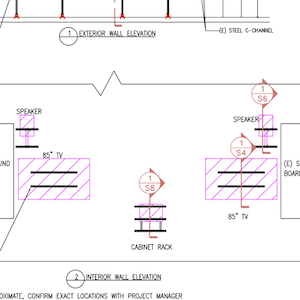 (E) STEEL C-CHANNEL
1 EXTERIOR WALL ELEVATION
1
S6
SPEAKER
SPEAKER
1
S4
85" TV
OUND
(E) S
BOAR
1
S8
85" TV
CABINET RACK
2 INTERIOR WALL ELEVATION
OXIMATE, CONFIRM EXACT LOCATIONS WITH PROJECT MANAGER